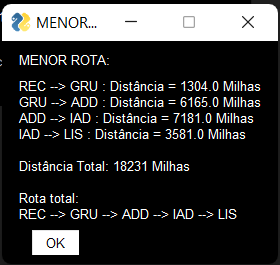 MENOR...
MENOR ROTA:
REC --> GRU : Distância = 1304.0 Milhas
GRU --> ADD : Distância = 6165.0 Milhas
ADD --> IAD : Distância = 7181.0 Milhas
IAD --> LIS : Distância = 3581.0 Milhas
Distância Total: 18231 Milhas
Rota total:
REC --> GRU --> ADD --> IAD --> LIS
OK